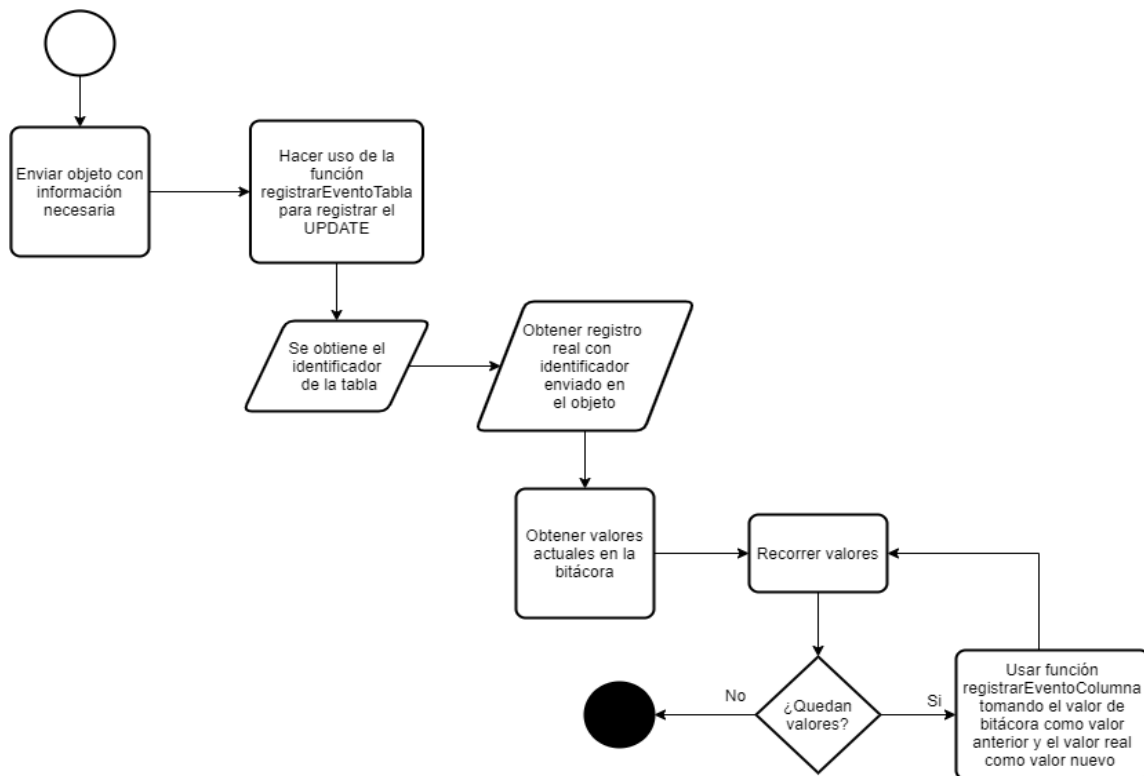 Enviar objeto con
información
necesaria
Hacer uso de la
función
registrarEventoTabla
para registrar el
UPDATE
Se obtiene el
identificador
de la tabla
Obtener registro
real con
identificador
enviado en
el objeto
Obtener valores
actuales en la
bitácora
Recorrer valores
¿Quedan
valores?
No
Si
Usar función
registrarEventoColumna
tomando el valor de
bitácora como valor
anterior y el valor real
como valor nuevo